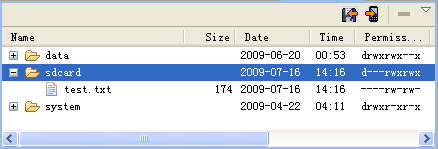 Name Size Date Time Permiss...
data 2009-06-20 00:53 drwxrwx--x
sdcard 2009-07-16 14:16 d---rwxrwx
test.txt 174 2009-07-16 14:16 ----rw-rw-
system 2009-04-22 04:11 drwxr-xr-x